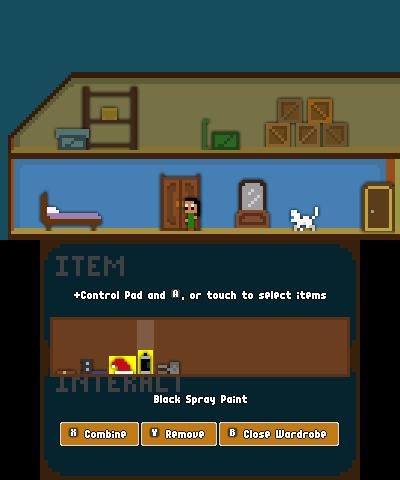 ITEM
+Control Pad and A, or touch to select items
INTERACT
Black Spray Paint
X Combine
Y Remove
B Close Wardrobe